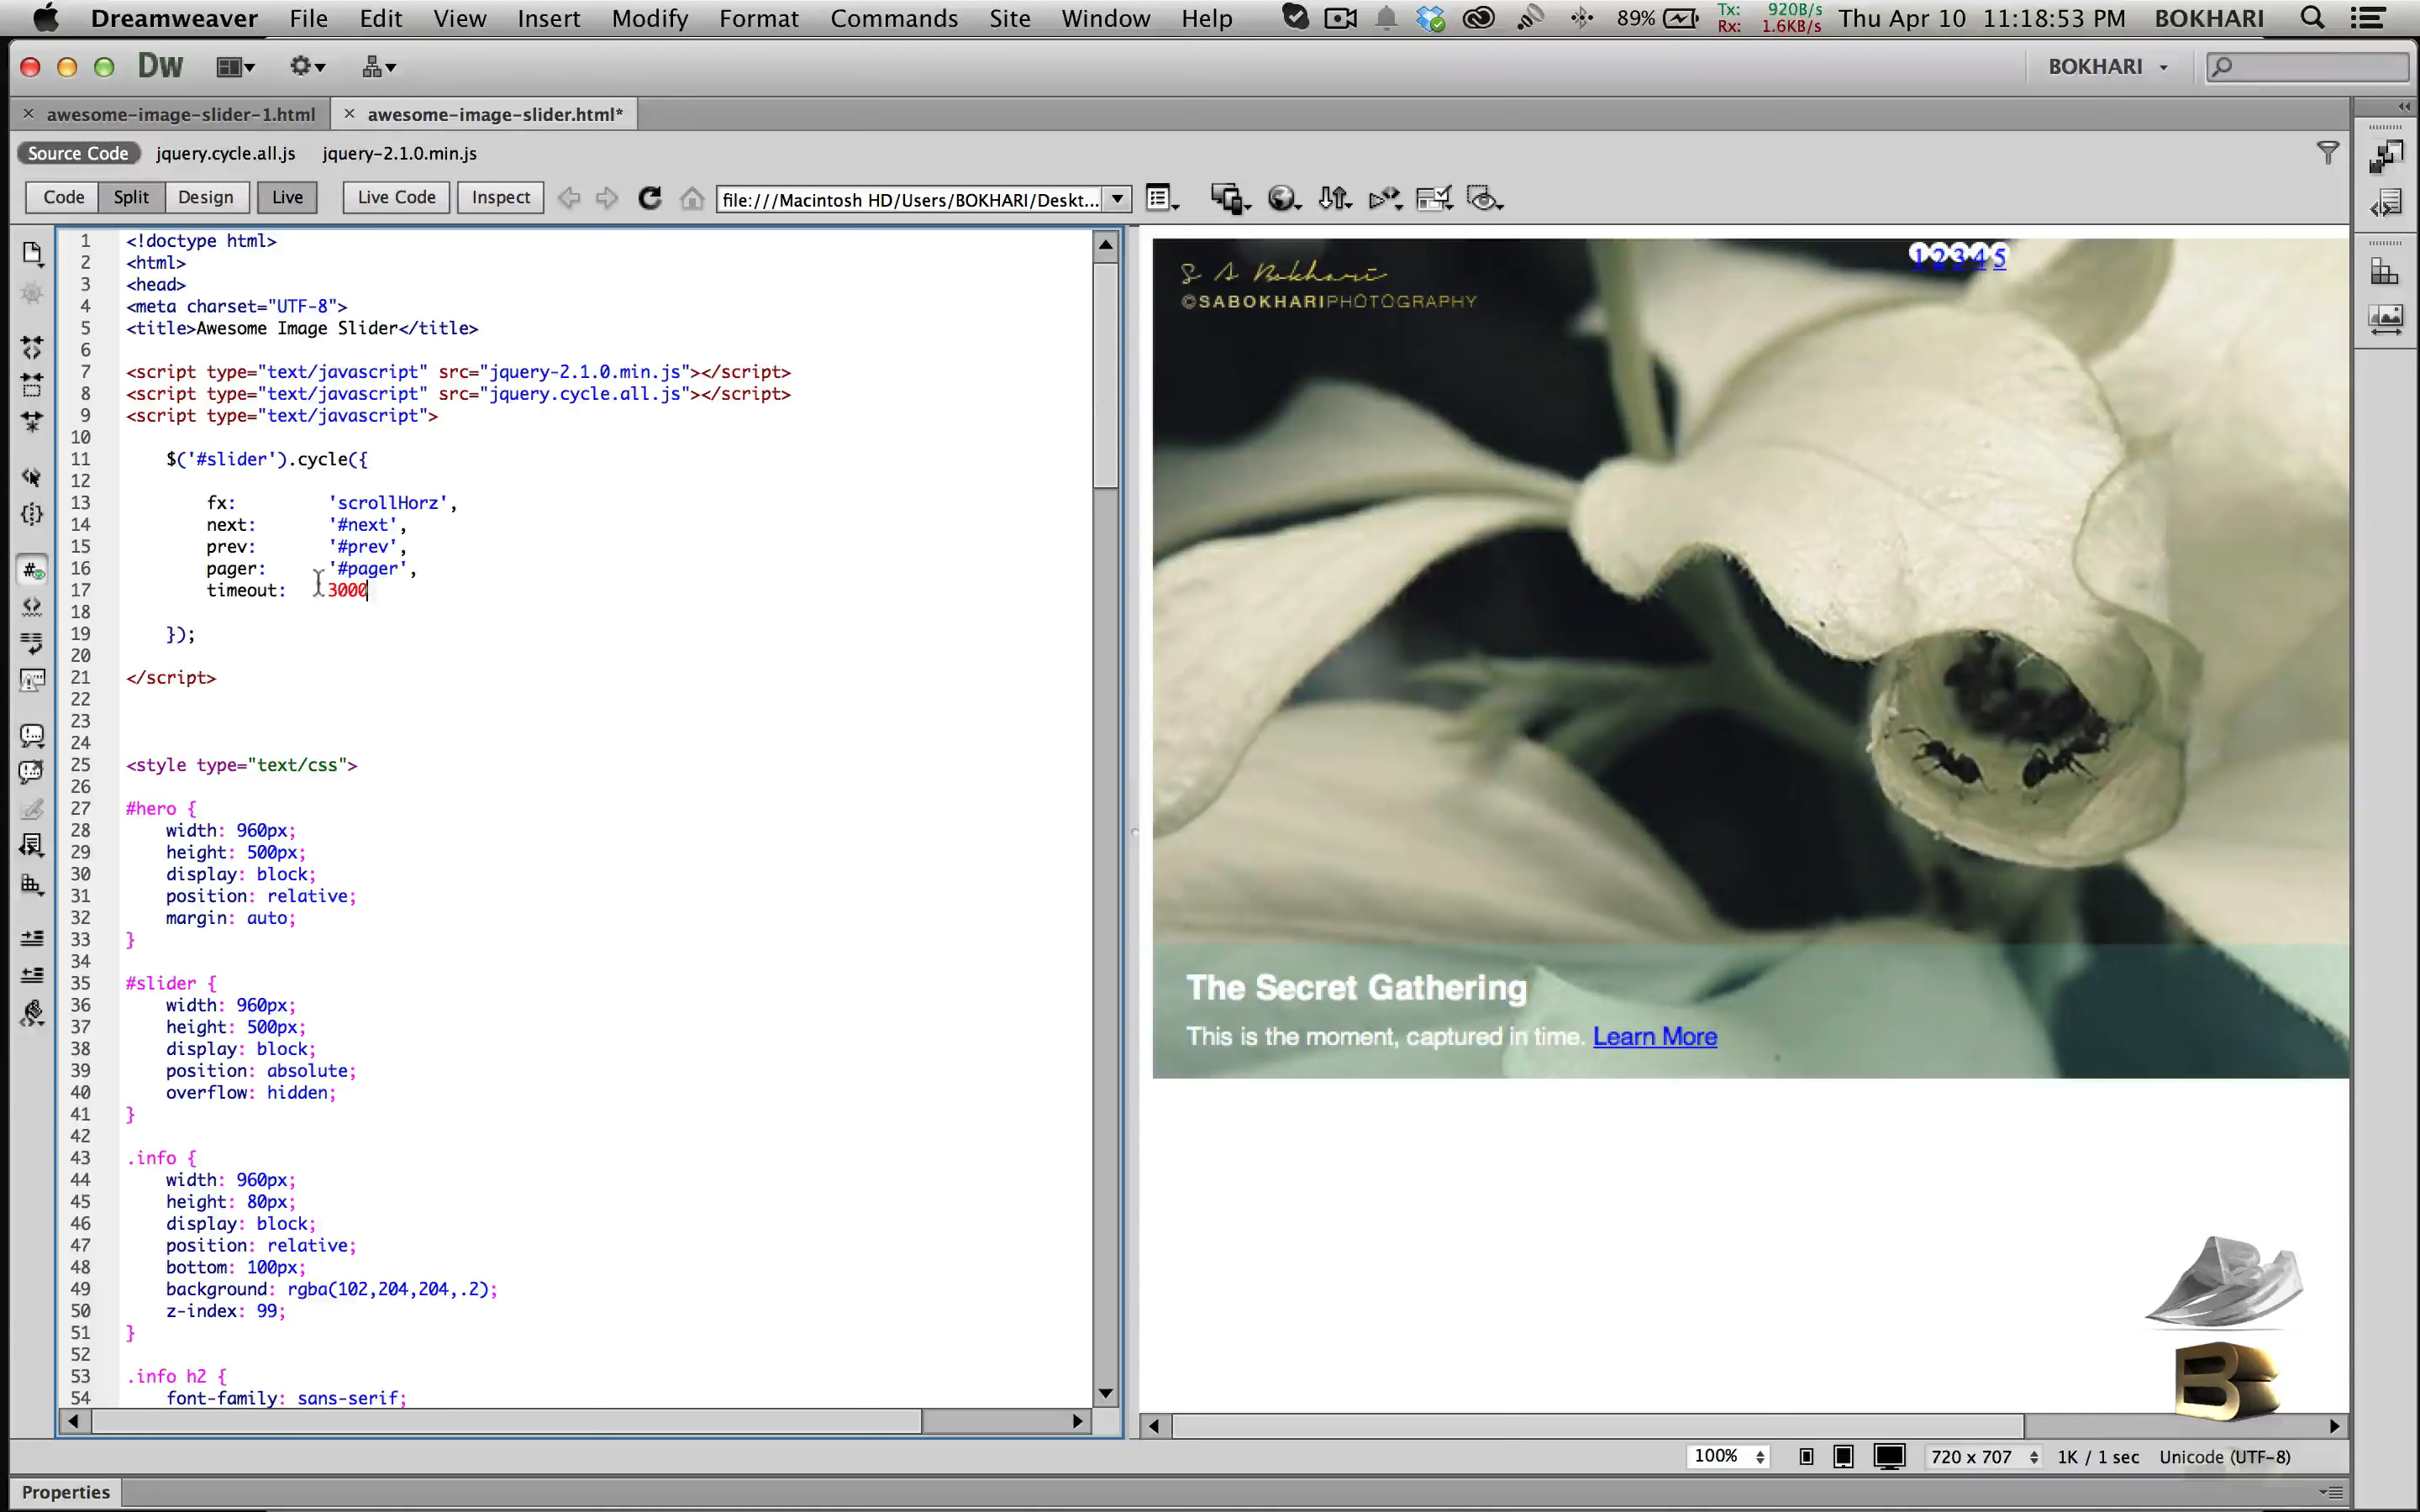 Dreamweaver File Edit View Insert Modify Format Commands Site Window Help 89% Tx: 920B/s Rx: 1.6KB/s Thu Apr 10 11:18:53 PM BOKHARI
Dw BOKHARI
awesome-image-slider-1.html awesome-image-slider.html*
Source Code jquery.cycle.all.js jquery-2.1.0.min.js
Code Split Design Live Live Code Inspect file:///Macintosh HD/Users/BOKHARI/Deskt...
1 <!doctype html>
2 <html>
3 <head>
4 <meta charset="UTF-8">
5 <title>Awesome Image Slider</title>
6
7 <script type="text/javascript" src="jquery-2.1.0.min.js"></script>
8 <script type="text/javascript" src="jquery.cycle.all.js"></script>
9 <script type="text/javascript">
10
11 $('#slider').cycle({
12
13 fx: 'scrollHorz',
14 next: '#next',
15 prev: '#prev',
16 pager: '#pager',
17 timeout: 3000
18
19 });
20
21 </script>
22
23
24
25 <style type="text/css">
26
27 #hero {
28 width: 960px;
29 height: 500px;
30 display: block;
31 position: relative;
32 margin: auto;
33 }
34
35 #slider {
36 width: 960px;
37 height: 500px;
38 display: block;
39 position: absolute;
40 overflow: hidden;
41 }
42
43 .info {
44 width: 960px;
45 height: 80px;
46 display: block;
47 position: relative;
48 bottom: 100px;
49 background: rgba(102,204,204,.2);
50 z-index: 99;
51 }
52
53 .info h2 {
54 font-family: sans-serif;
1 2 3 4 5
S A Bokhari
©SABOKHARIPHOTOGRAPHY
The Secret Gathering
This is the moment, captured in time. Learn More
B
100% 720 x 707 1K / 1 sec Unicode (UTF-8)
Properties